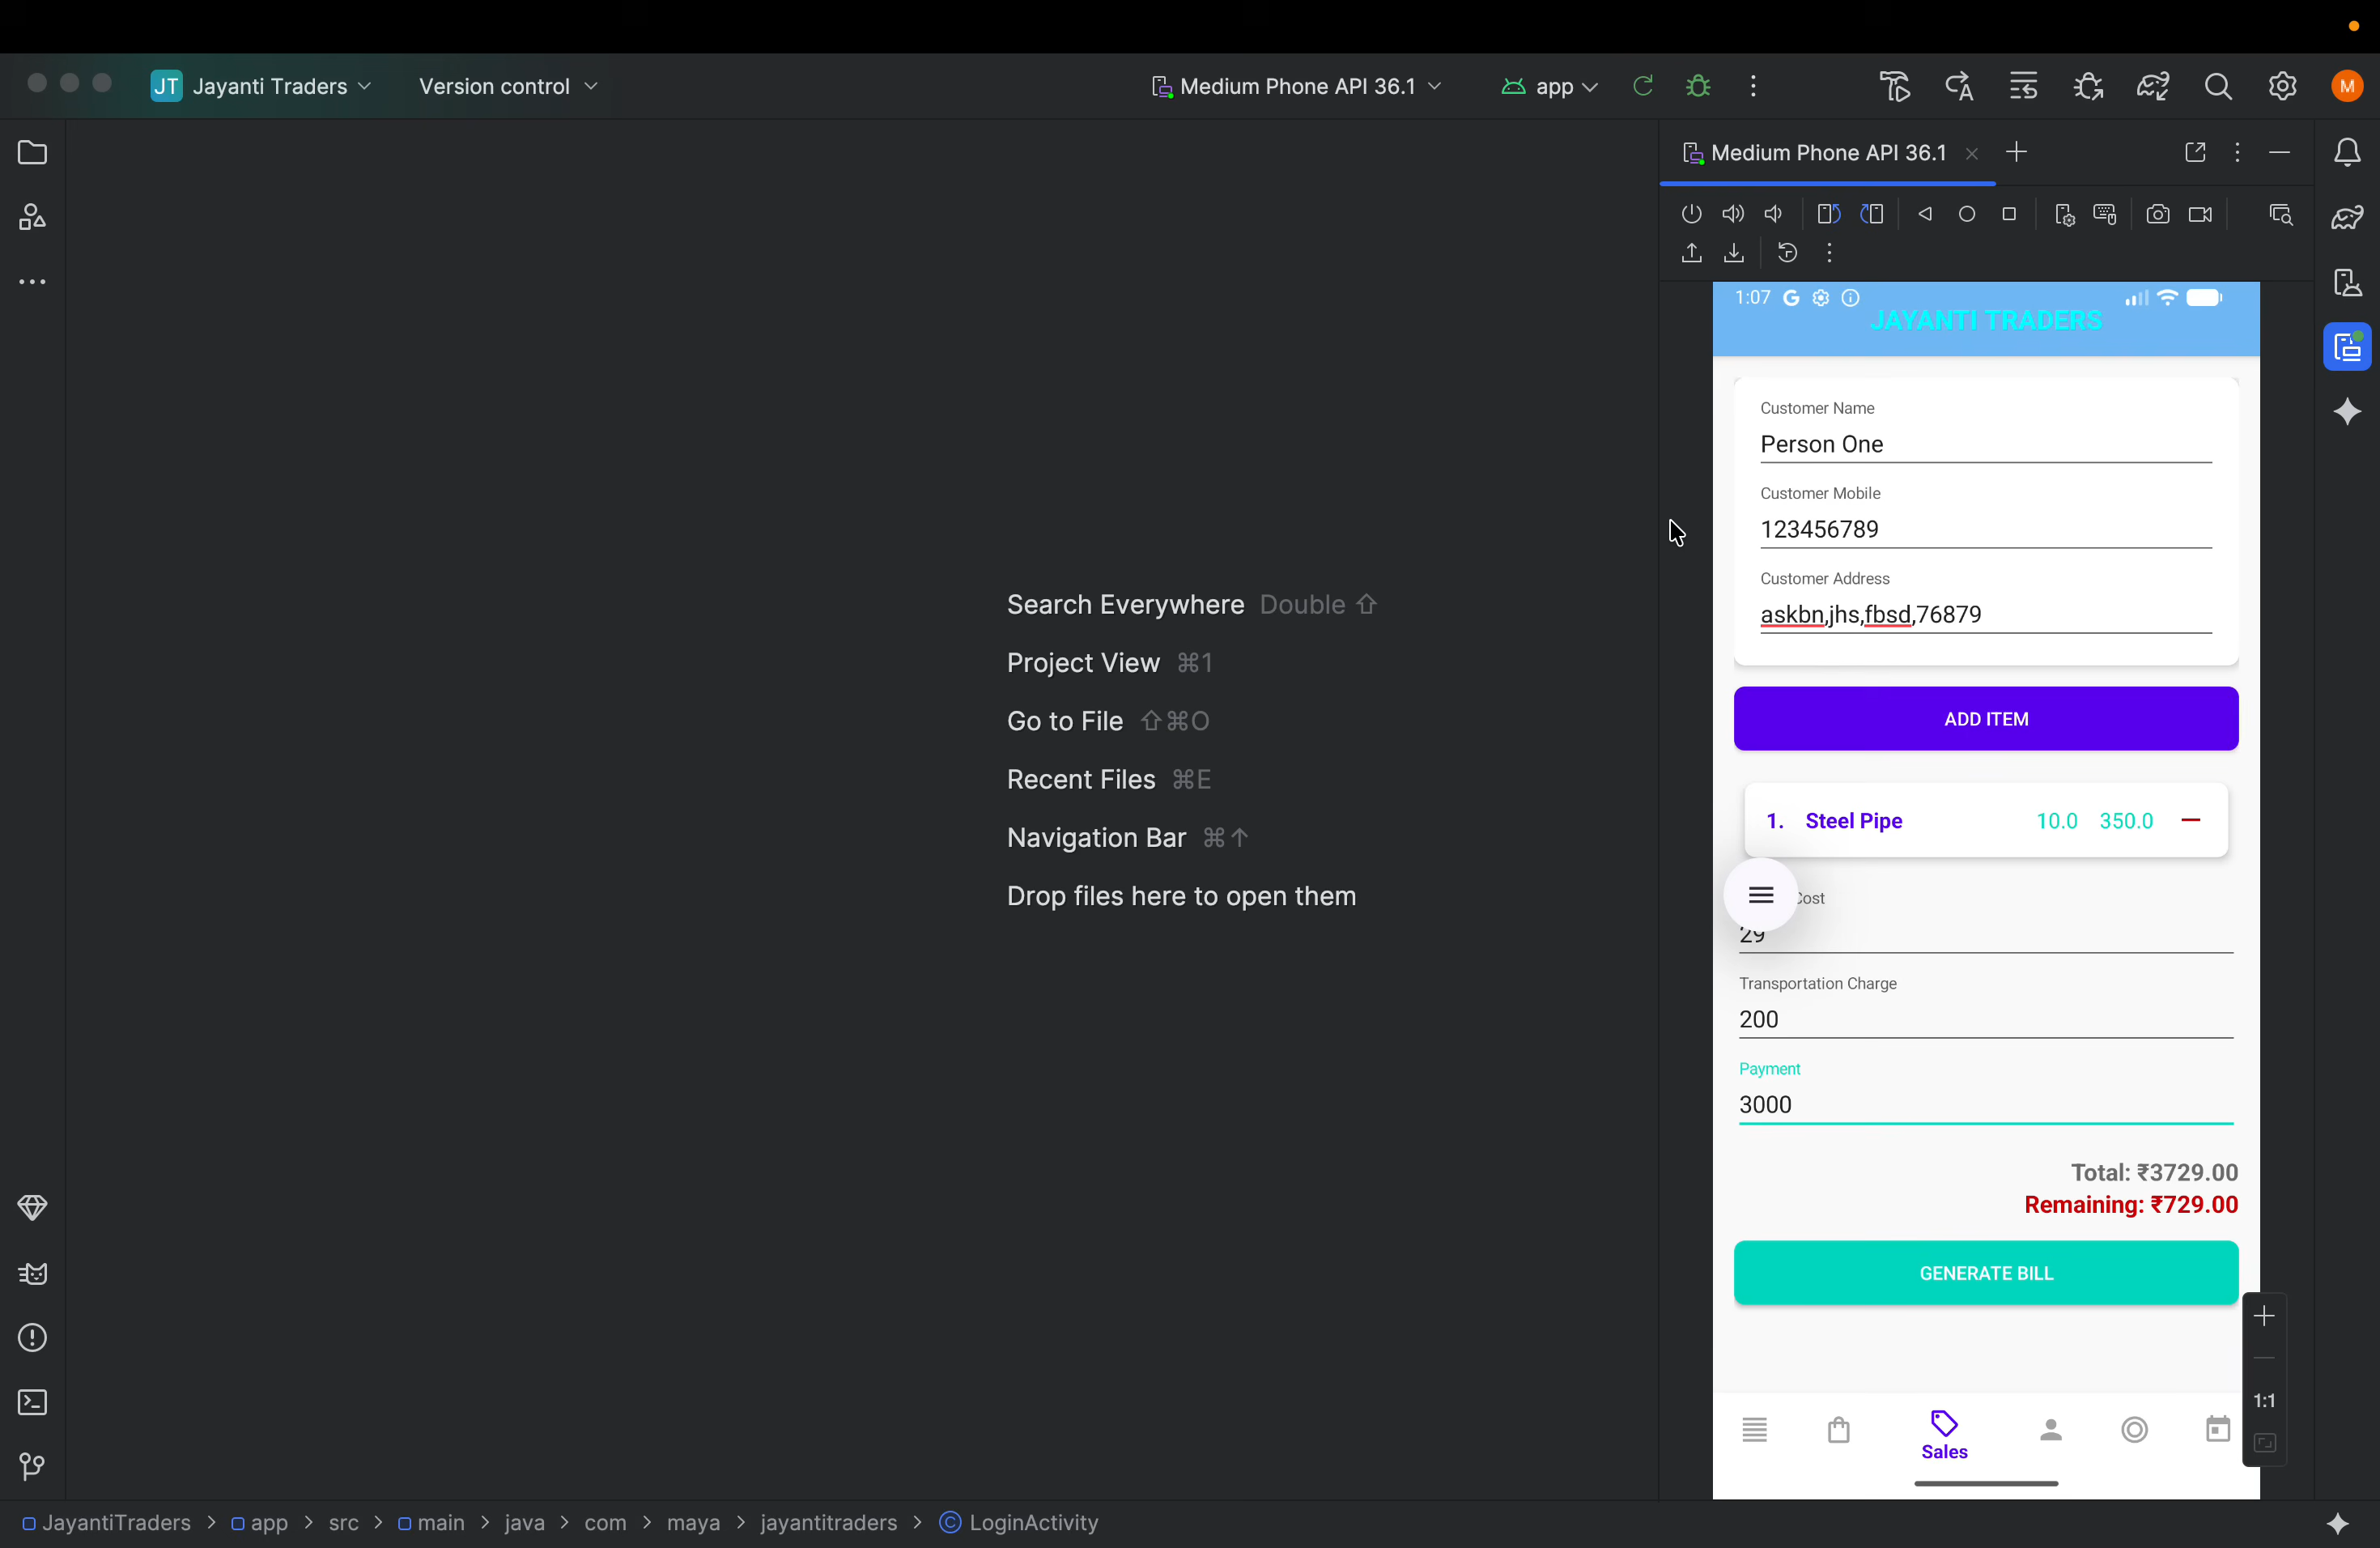 JT Jayanti Traders
Version control
Medium Phone API 36.1
app
M
Medium Phone API 36.1
1:07
JAYANTI TRADERS
Customer Name
Person One
Customer Mobile
123456789
Customer Address
askbn,jhs,fbsd,76879
ADD ITEM
1. Steel Pipe 10.0 350.0
29
Transportation Charge
200
Payment
3000
Total: ₹3729.00
Remaining: ₹729.00
GENERATE BILL
1:1
Sales
Search Everywhere Double ⇧
Project View ⌘1
Go to File ⇧⌘O
Recent Files ⌘E
Navigation Bar ⌘↑
Drop files here to open them
JayantiTraders > app > src > main > java > com > maya > jayantitraders > LoginActivity